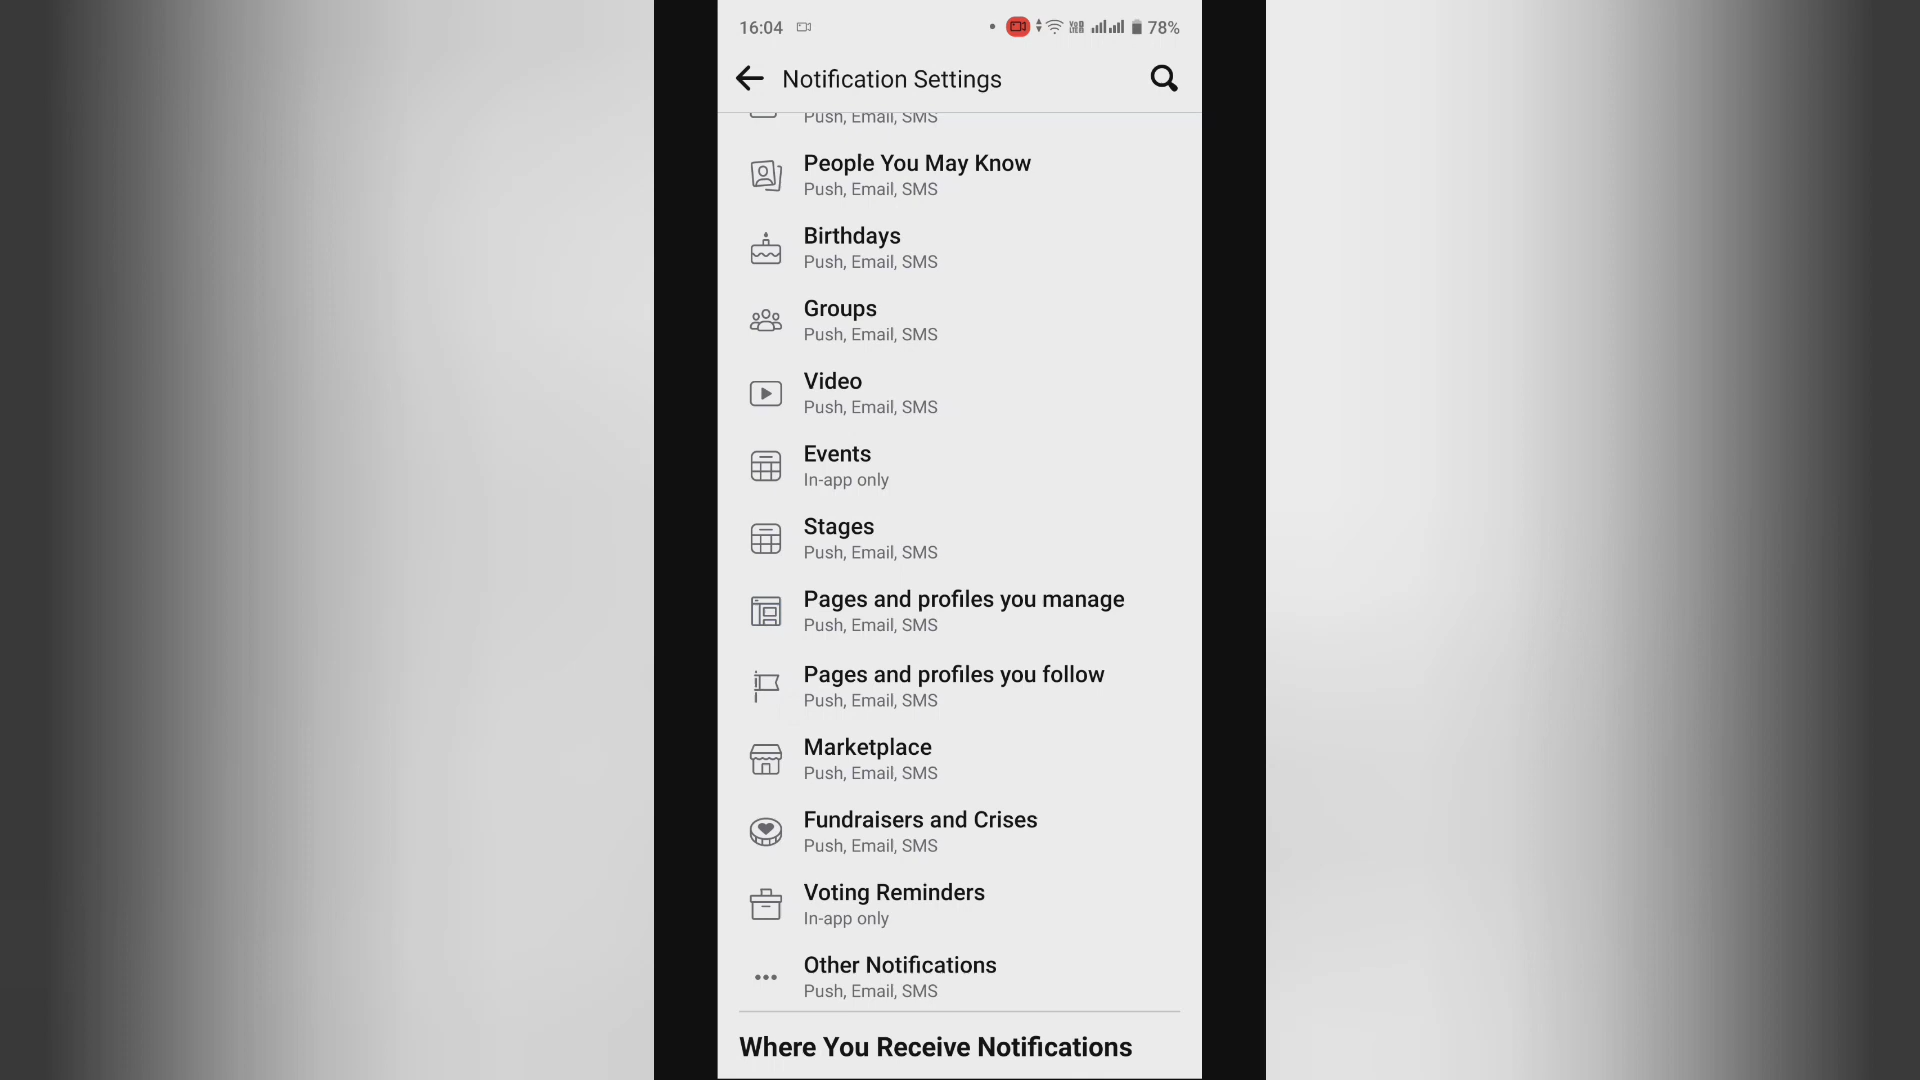 16:04 78%
Notification Settings
Push, Email, SMS
People You May Know
Push, Email, SMS
Birthdays
Push, Email, SMS
Groups
Push, Email, SMS
Video
Push, Email, SMS
Events
In-app only
Stages
Push, Email, SMS
Pages and profiles you manage
Push, Email, SMS
Pages and profiles you follow
Push, Email, SMS
Marketplace
Push, Email, SMS
Fundraisers and Crises
Push, Email, SMS
Voting Reminders
In-app only
Other Notifications
Push, Email, SMS
Where You Receive Notifications